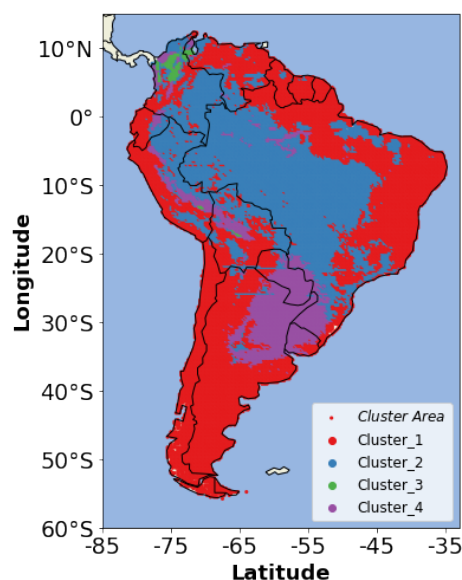 10°N
0°
10°S
20°S
30°S
40°S
50°S
60°S
-85
-75
-65
-55
-45
-33
Longitude
Latitude
Cluster Area
Cluster_1
Cluster_2
Cluster_3
Cluster_4